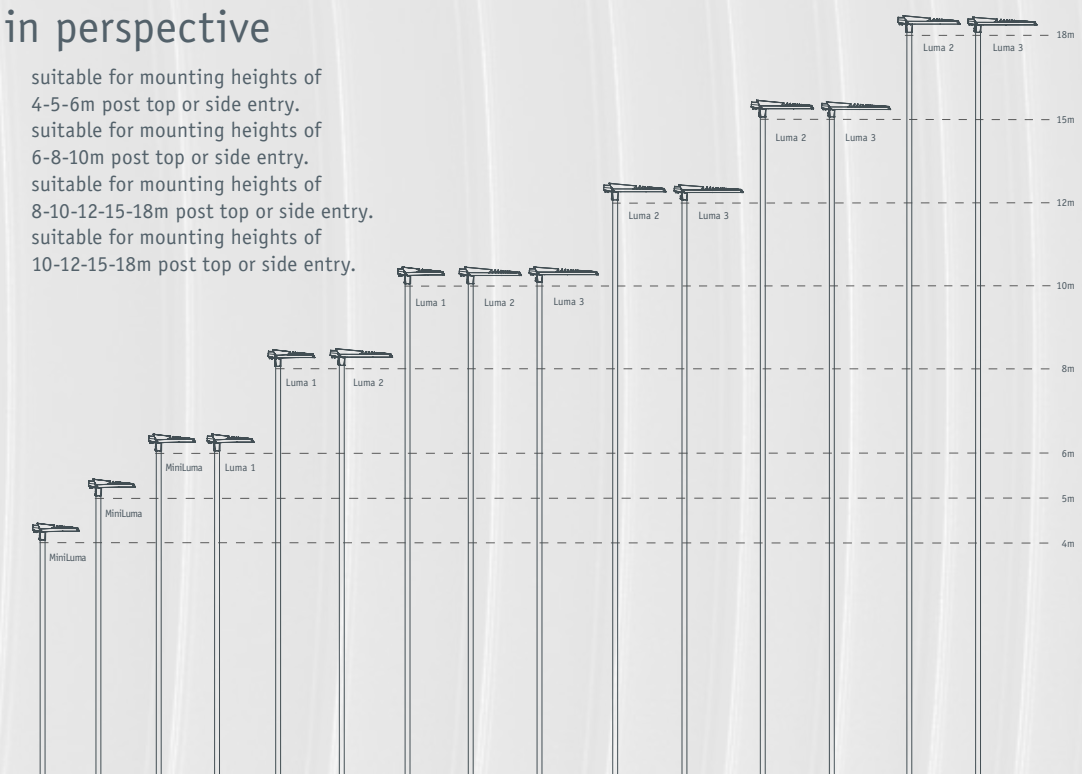 in perspective
suitable for mounting heights of
4-5-6m post top or side entry.
suitable for mounting heights of
6-8-10m post top or side entry.
suitable for mounting heights of
8-10-12-15-18m post top or side entry.
suitable for mounting heights of
10-12-15-18m post top or side entry.
18m
Luma 2
Luma 3
15m
Luma 2
Luma 3
12m
Luma 2
Luma 3
10m
Luma 1
Luma 2
Luma 3
8m
Luma 1
Luma 2
6m
MiniLuma
Luma 1
5m
MiniLuma
4m
MiniLuma